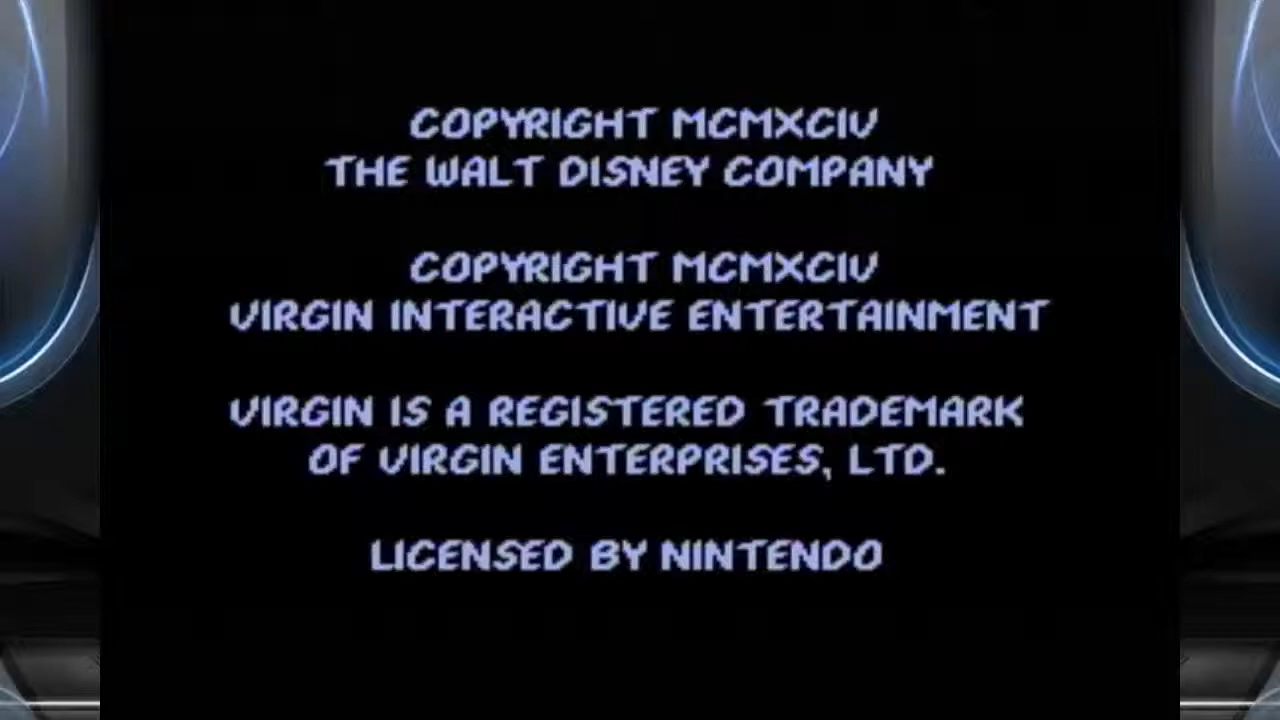 COPYRIGHT MCMXCIV
THE WALT DISNEY COMPANY
COPYRIGHT MCMXCIV
VIRGIN INTERACTIVE ENTERTAINMENT
VIRGIN IS A REGISTERED TRADEMARK
OF VIRGIN ENTERPRISES, LTD.
LICENSED BY NINTENDO